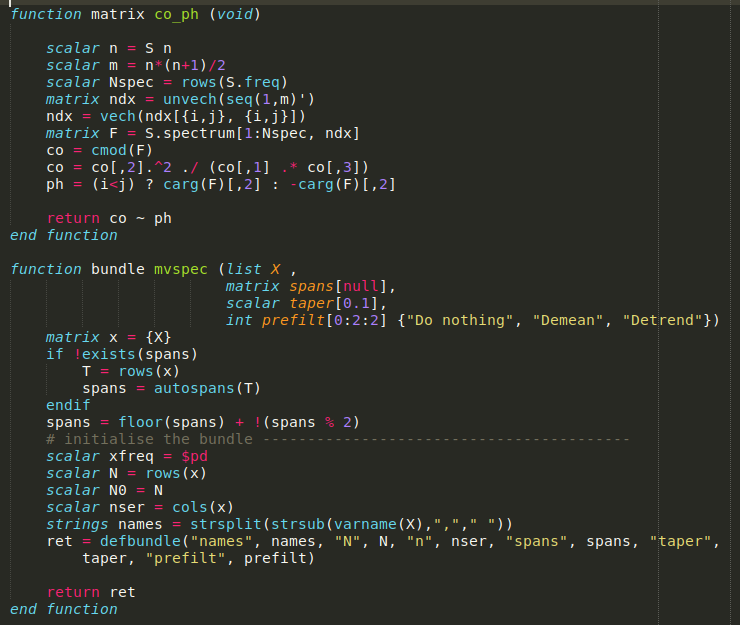 function matrix co_ph (void)
scalar n = S n
scalar m = n*(n+1)/2
scalar Nspec = rows(S.freq)
matrix ndx = unvech(seq(1,m)')
ndx = vech(ndx[{i,j}, {i,j}])
matrix F = S.spectrum[1:Nspec, ndx]
co = cmod(F)
co = co[,2].^2 ./ (co[,1] .* co[,3])
ph = (i<j) ? carg(F)[,2] : -carg(F)[,2]
return co ~ ph
end function
function bundle mvspec (list X ,
matrix spans[null],
scalar taper[0.1],
int prefilt[0:2:2] {"Do nothing", "Demean", "Detrend"})
matrix x = {X}
if !exists(spans)
T = rows(x)
spans = autospans(T)
endif
spans = floor(spans) + !(spans % 2)
# initialise the bundle -----------------------------------------
scalar xfreq = $pd
scalar N = rows(x)
scalar N0 = N
scalar nser = cols(x)
strings names = strsplit(strsub(varname(X),","," "))
ret = defbundle("names", names, "N", N, "n", nser, "spans", spans, "taper",
taper, "prefilt", prefilt)
return ret
end function